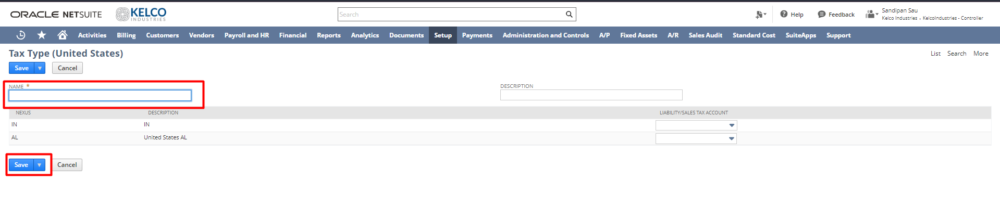 ORACLE NETSUITE KELCO INDUSTRIES Search Help Feedback Sandipan Sau
Kelco Industries - KelcoIndustries - Controller
Activities Billing Customers Vendors Payroll and HR Financial Reports Analytics Documents Setup Payments Administration and Controls A/P Fixed Assets A/R Sales Audit Standard Cost SuiteApps Support
Tax Type (United States) List Search More
Save Cancel
NAME * DESCRIPTION
NEXUS DESCRIPTION LIABILITY/SALES TAX ACCOUNT
IN IN
AL United States AL
Save Cancel